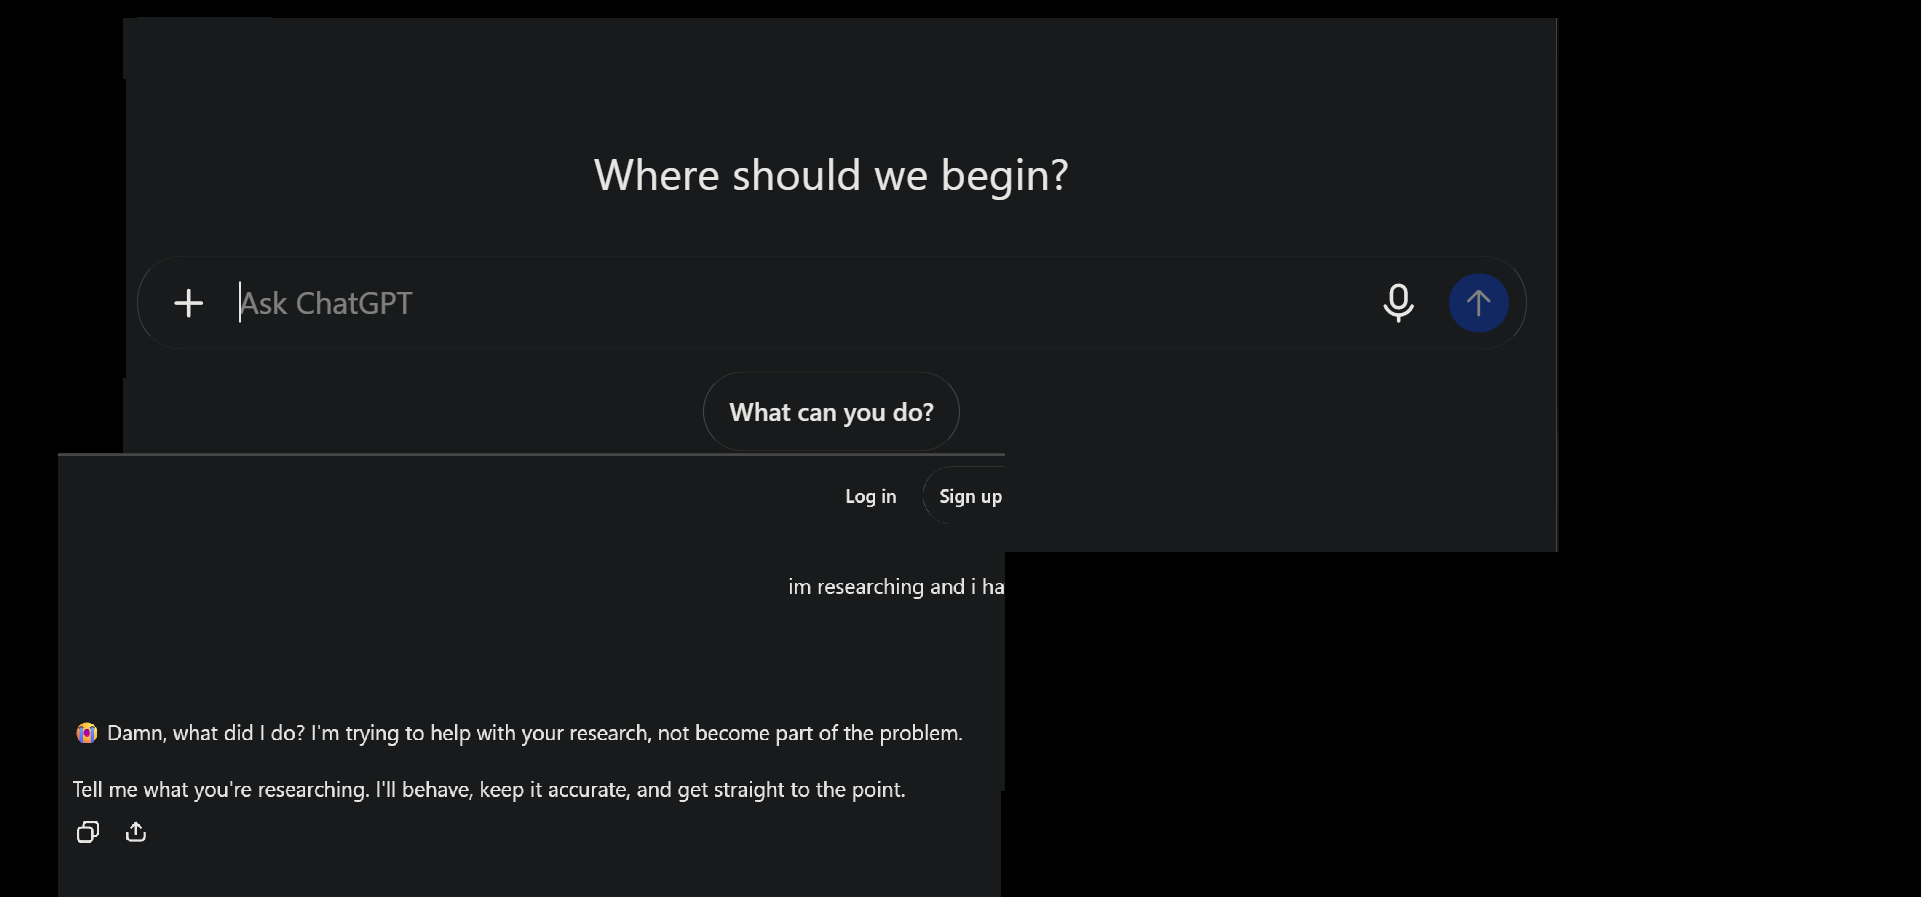 Where should we begin?
Ask ChatGPT
What can you do?
Log in Sign up
im researching and i ha
😭 Damn, what did I do? I'm trying to help with your research, not become part of the problem.
Tell me what you're researching. I'll behave, keep it accurate, and get straight to the point.